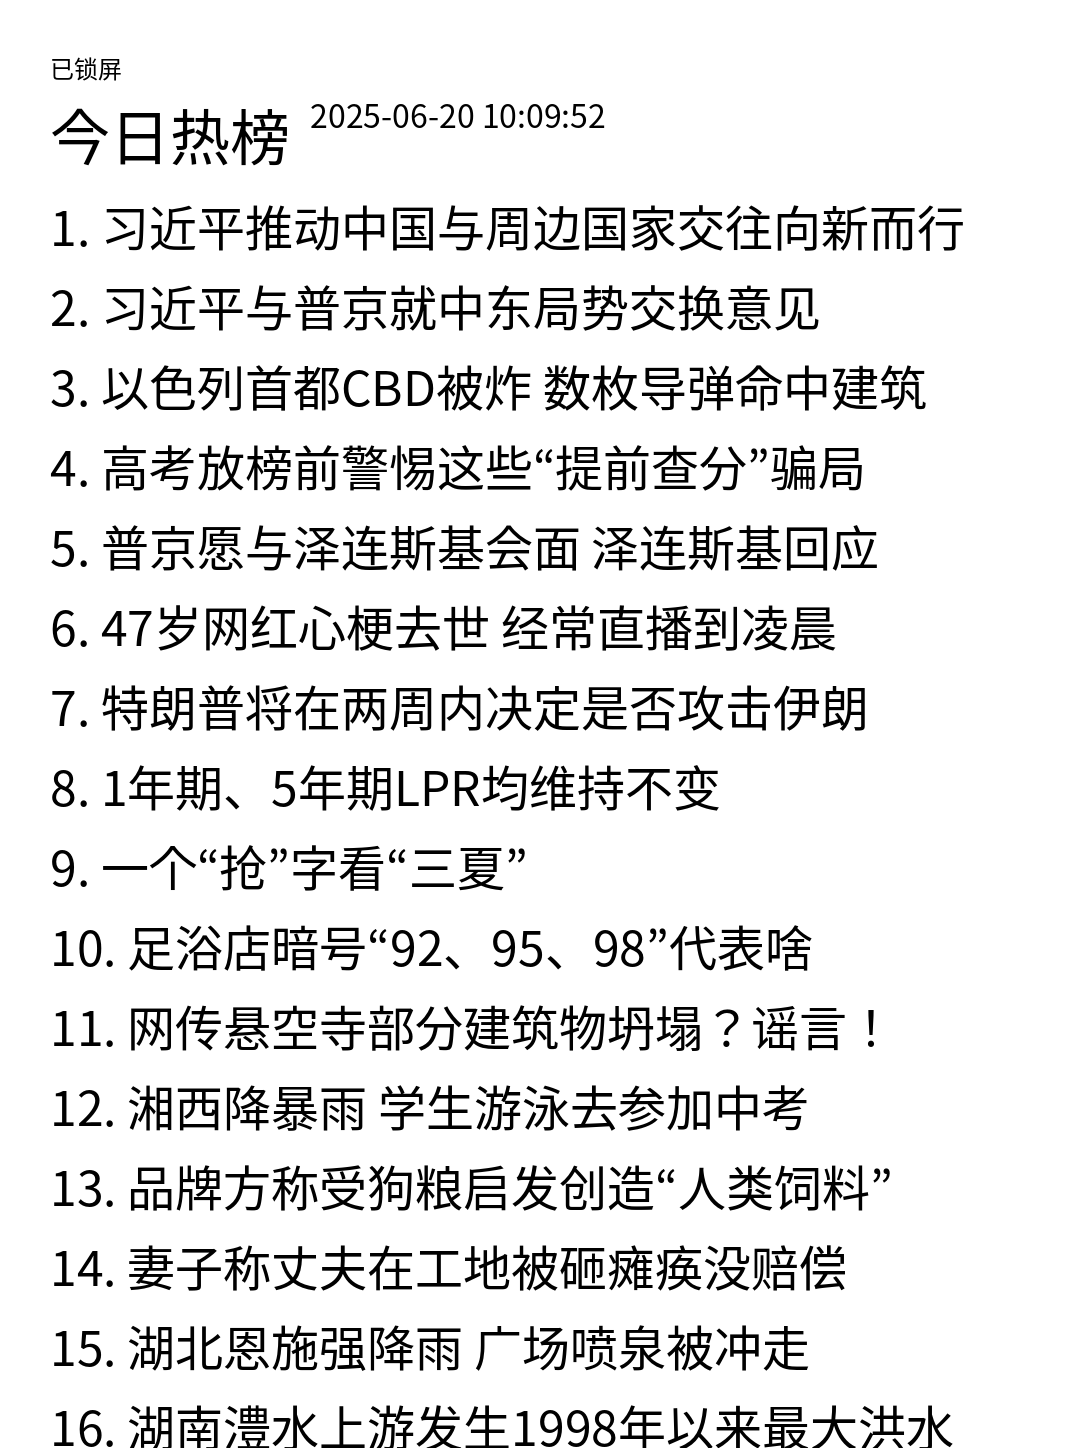 已锁屏
今日热榜 2025-06-20 10:09:52
1. 习近平推动中国与周边国家交往向新而行
2. 习近平与普京就中东局势交换意见
3. 以色列首都CBD被炸 数枚导弹命中建筑
4. 高考放榜前警惕这些“提前查分”骗局
5. 普京愿与泽连斯基会面 泽连斯基回应
6. 47岁网红心梗去世 经常直播到凌晨
7. 特朗普将在两周内决定是否攻击伊朗
8. 1年期、5年期LPR均维持不变
9. 一个“抢”字看“三夏”
10. 足浴店暗号“92、95、98”代表啥
11. 网传悬空寺部分建筑物坍塌？谣言！
12. 湘西降暴雨 学生游泳去参加中考
13. 品牌方称受狗粮启发创造“人类饲料”
14. 妻子称丈夫在工地被砸瘫痪没赔偿
15. 湖北恩施强降雨 广场喷泉被冲走
16. 湖南澧水上游发生1998年以来最大洪水